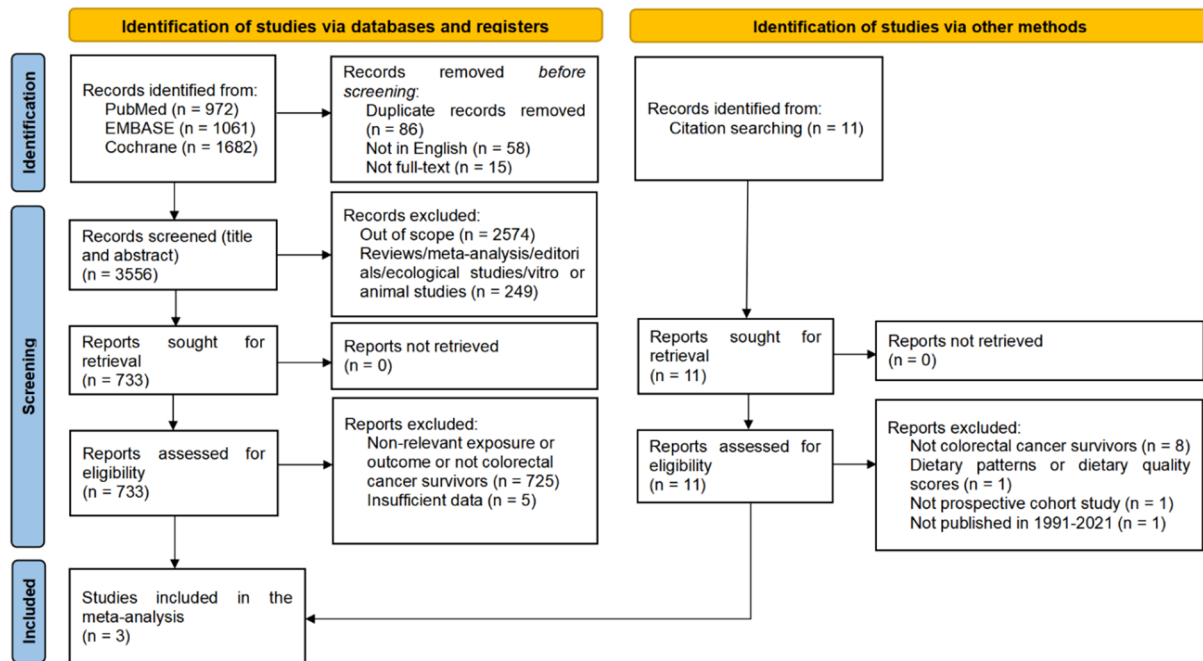 Identification of studies via databases and registers
Identification of studies via other methods
Identification
Records identified from:
PubMed (n = 972)
EMBASE (n = 1061)
Cochrane (n = 1682)
Records removed before
screening:
Duplicate records removed
(n = 86)
Not in English (n = 58)
Not full-text (n = 15)
Records identified from:
Citation searching (n = 11)
Screening
Records screened (title
and abstract)
(n = 3556)
Records excluded:
Out of scope (n = 2574)
Reviews/meta-analysis/editori
als/ecological studies/vitro or
animal studies (n = 249)
Reports sought for
retrieval
(n = 733)
Reports not retrieved
(n = 0)
Reports sought for
retrieval
(n = 11)
Reports not retrieved
(n = 0)
Reports assessed for
eligibility
(n = 733)
Reports excluded:
Non-relevant exposure or
outcome or not colorectal
cancer survivors (n = 725)
Insufficient data (n = 5)
Reports assessed for
eligibility
(n = 11)
Reports excluded:
Not colorectal cancer survivors (n = 8)
Dietary patterns or dietary quality
scores (n = 1)
Not prospective cohort study (n = 1)
Not published in 1991-2021 (n = 1)
Included
Studies included in the
meta-analysis
(n = 3)